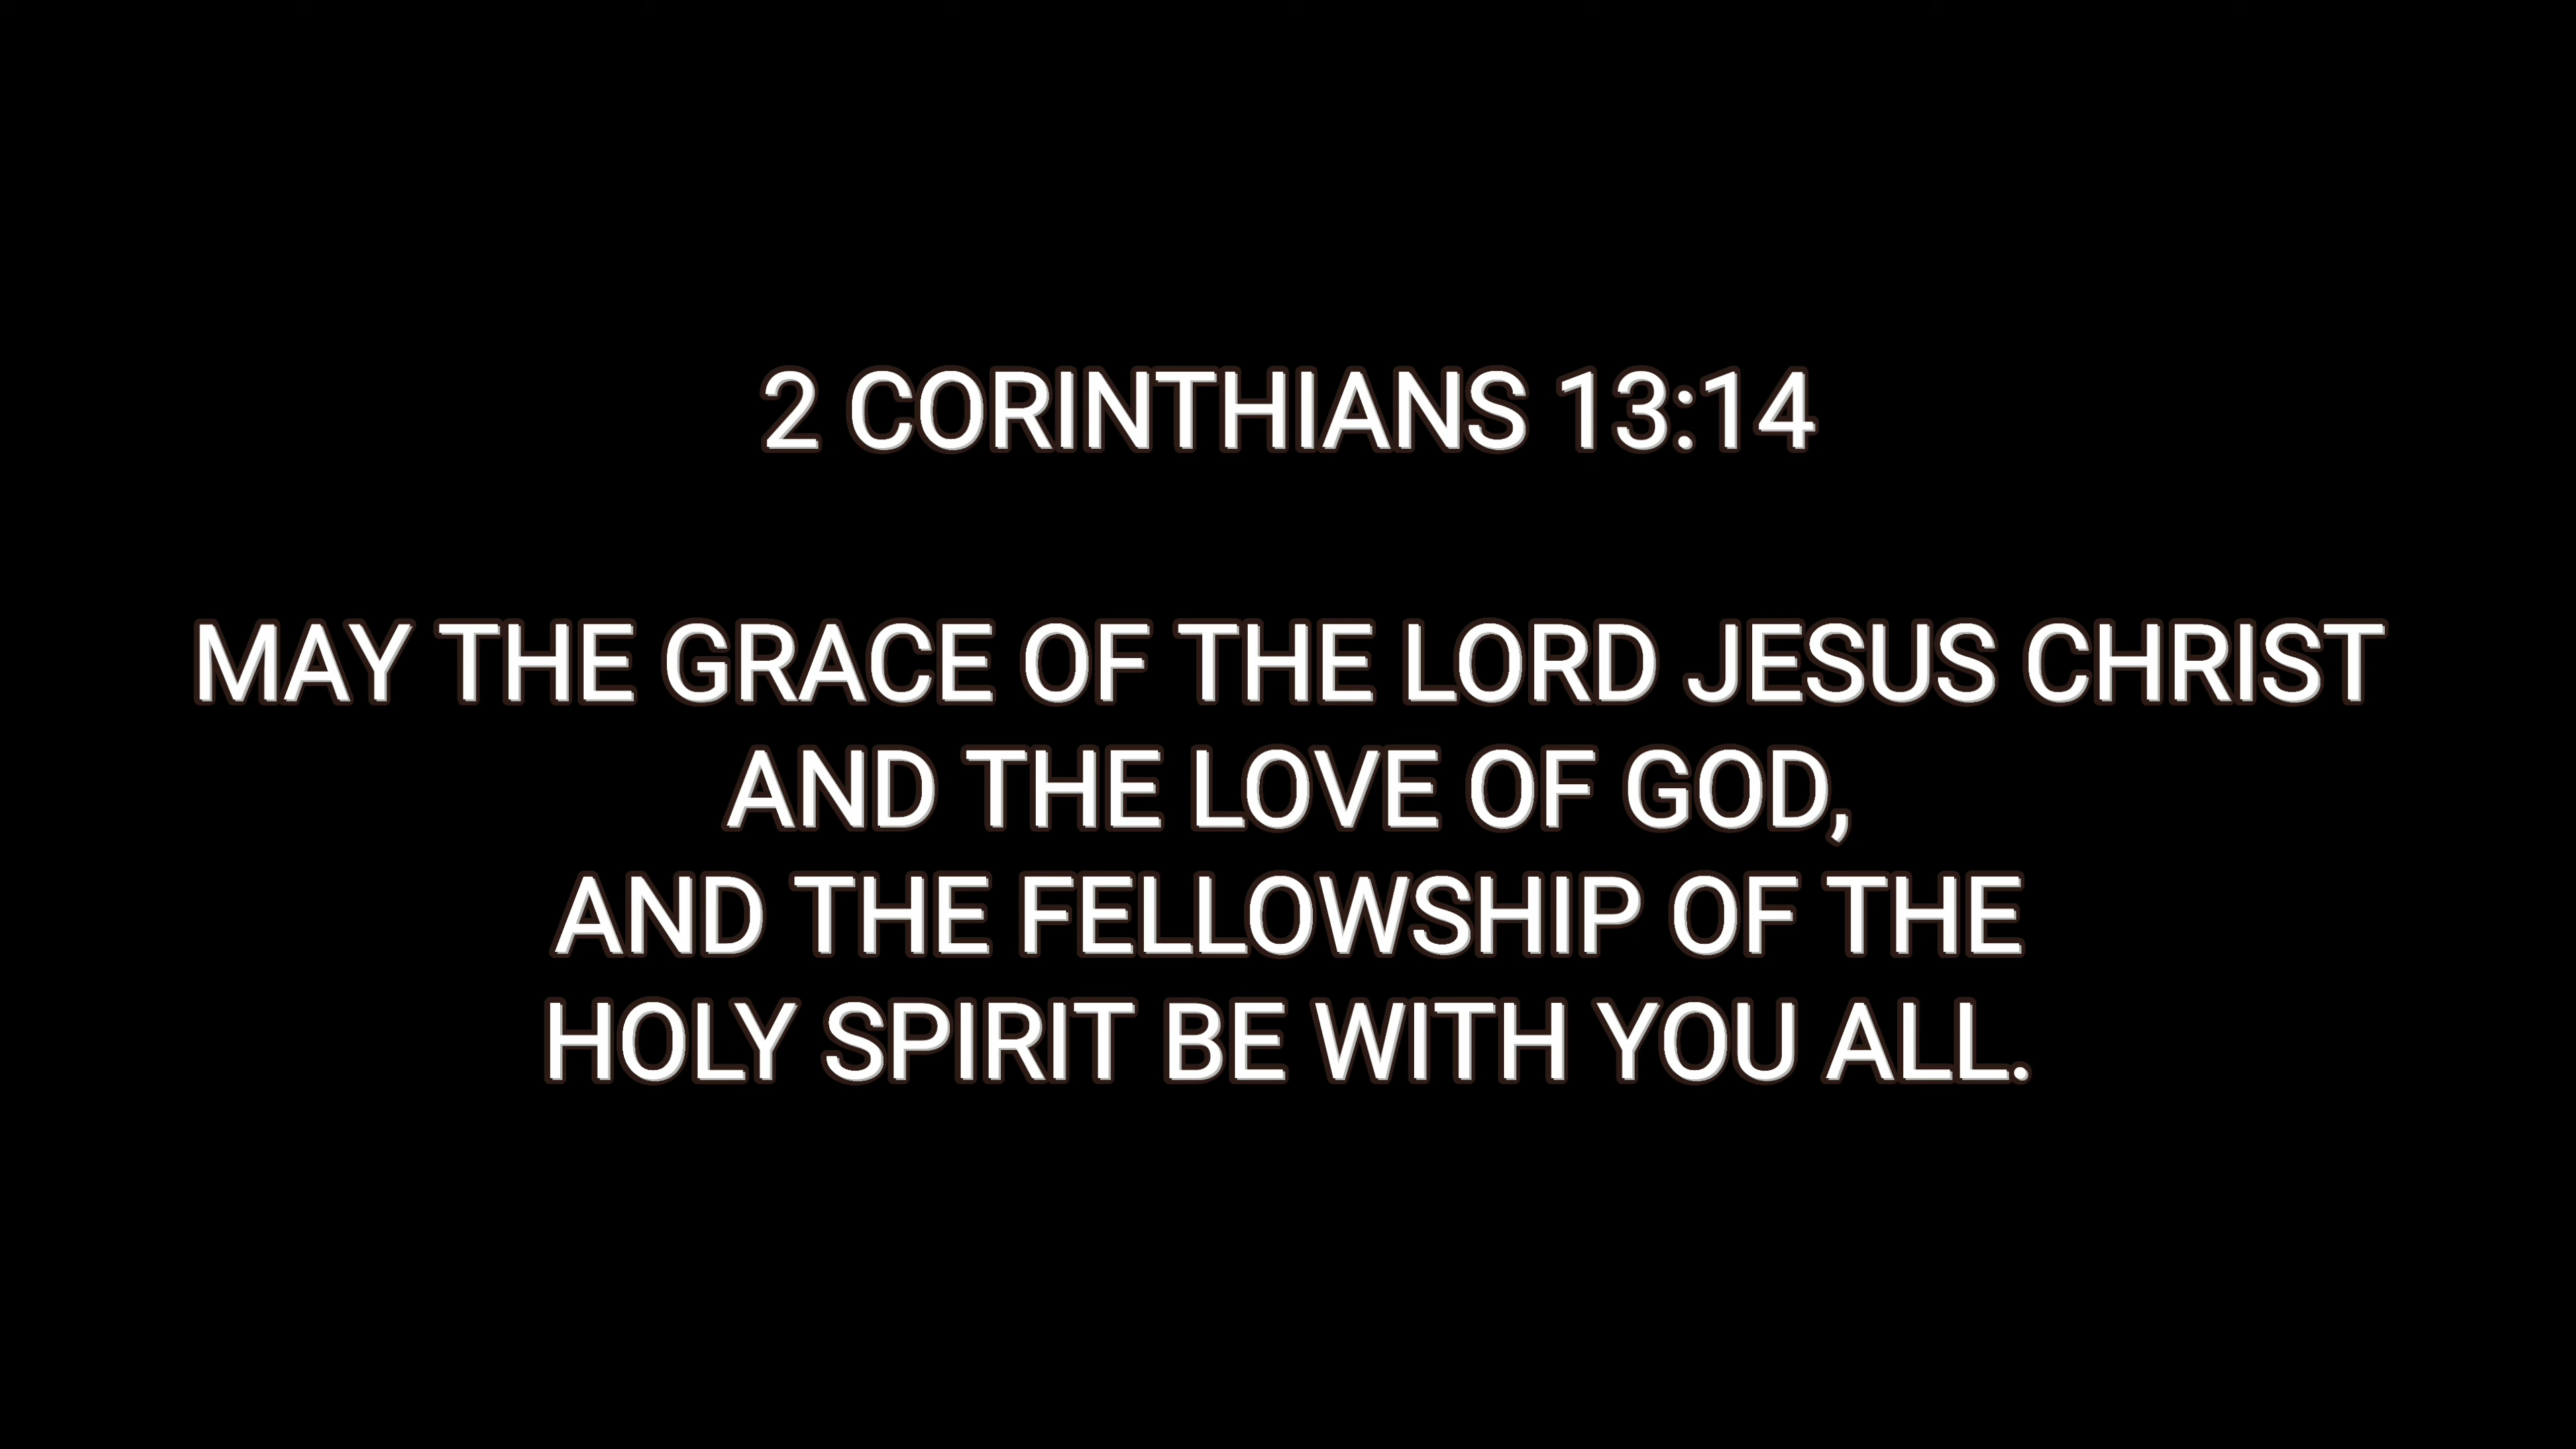 2 CORINTHIANS 13:14
MAY THE GRACE OF THE LORD JESUS CHRIST
AND THE LOVE OF GOD,
AND THE FELLOWSHIP OF THE
HOLY SPIRIT BE WITH YOU ALL.